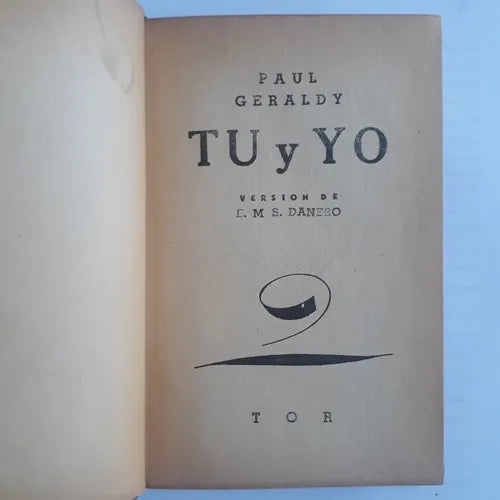 PAUL
GERALDY
TU y YO
VERSION DE
E. M S. DANERO
TOR